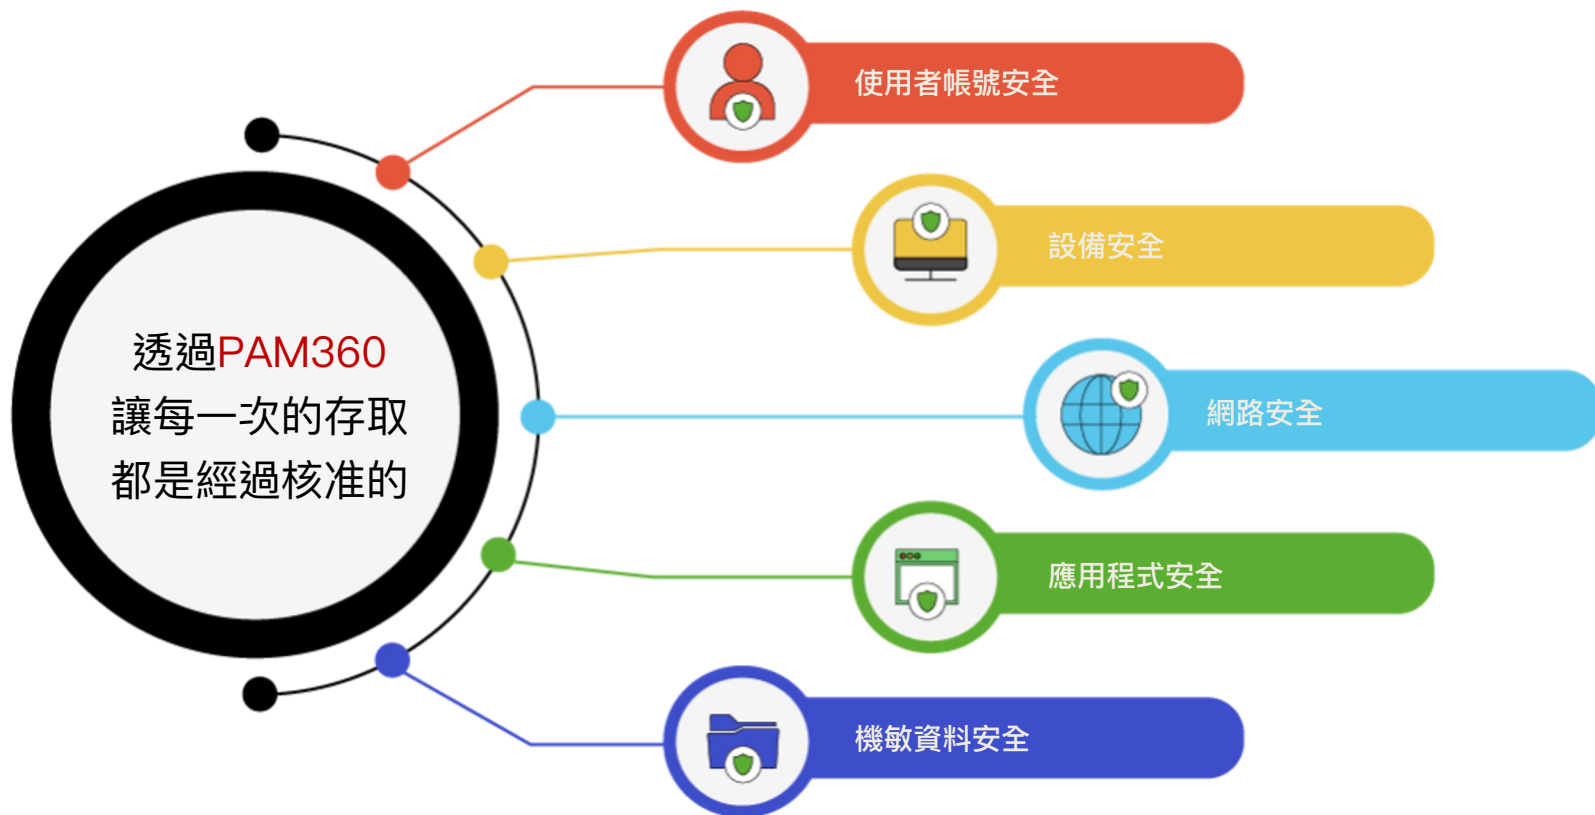 透過PAM360
讓每一次的存取
都是經過核准的
使用者帳號安全
設備安全
網路安全
應用程式安全
機敏資料安全